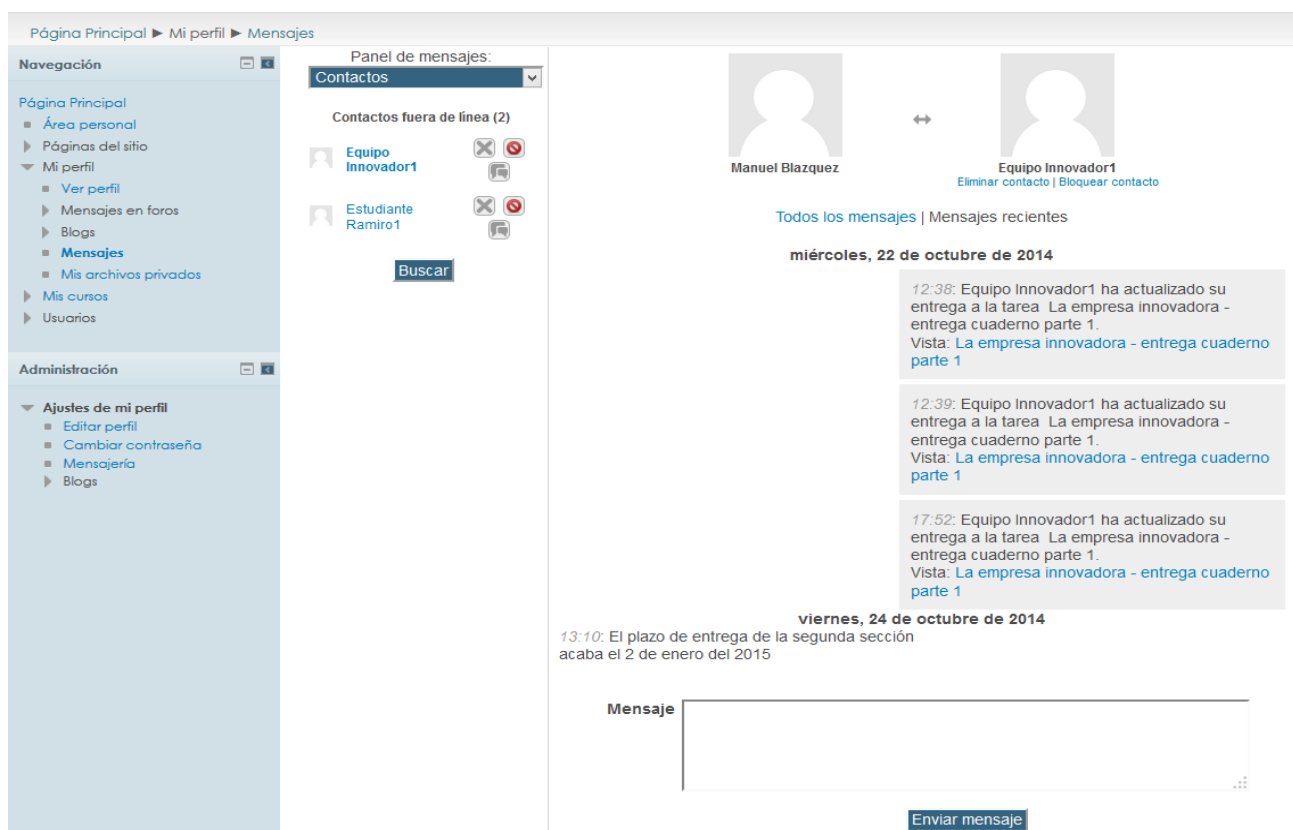 Página Principal ► Mi perfil ► Mensajes
Navegación
Página Principal
Área personal
Páginas del sitio
Mi perfil
Ver perfil
Mensajes en foros
Blogs
Mensajes
Mis archivos privados
Mis cursos
Usuarios
Administración
Ajustes de mi perfil
Editar perfil
Cambiar contraseña
Mensajería
Blogs
Panel de mensajes:
Contactos
Contactos fuera de línea (2)
Equipo
Innovador1
Estudiante
Ramiro1
Buscar
Manuel Blazquez
Equipo Innovador1
Eliminar contacto | Bloquear contacto
Todos los mensajes | Mensajes recientes
miércoles, 22 de octubre de 2014
12:38: Equipo Innovador1 ha actualizado su
entrega a la tarea La empresa innovadora -
entrega cuaderno parte 1.
Vista: La empresa innovadora - entrega cuaderno
parte 1
12:39: Equipo Innovador1 ha actualizado su
entrega a la tarea La empresa innovadora -
entrega cuaderno parte 1.
Vista: La empresa innovadora - entrega cuaderno
parte 1
17:52: Equipo Innovador1 ha actualizado su
entrega a la tarea La empresa innovadora -
entrega cuaderno parte 1.
Vista: La empresa innovadora - entrega cuaderno
parte 1
viernes, 24 de octubre de 2014
13:10: El plazo de entrega de la segunda sección
acaba el 2 de enero del 2015
Mensaje
Enviar mensaje